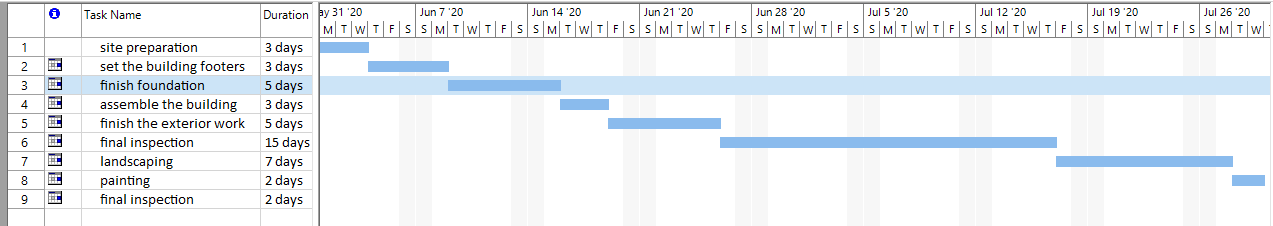 Task Name Duration ay 31 '20 Jun 7 '20 Jun 14 '20 Jun 21 '20 Jun 28 '20 Jul 5 '20 Jul 12 '20 Jul 19 '20 Jul 26 '20
M T W T F S S M T W T F S S M T W T F S S M T W T F S S M T W T F S S M T W T F S S M T W T F S S M T W T F S S M T W
1 site preparation 3 days
2 set the building footers 3 days
3 finish foundation 5 days
4 assemble the building 3 days
5 finish the exterior work 5 days
6 final inspection 15 days
7 landscaping 7 days
8 painting 2 days
9 final inspection 2 days